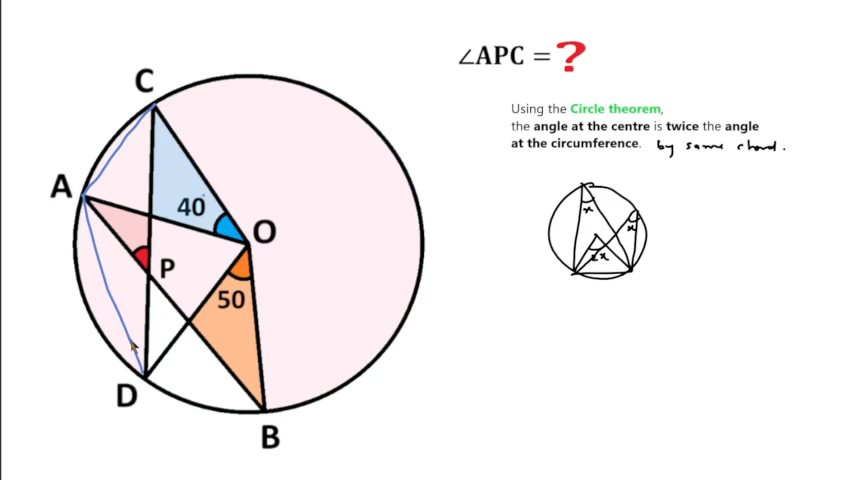 ∠APC = ?
Using the Circle theorem,
the angle at the centre is twice the angle
at the circumference. by same chord.
C
A
40
O
P
50
D
B
x
x
2x